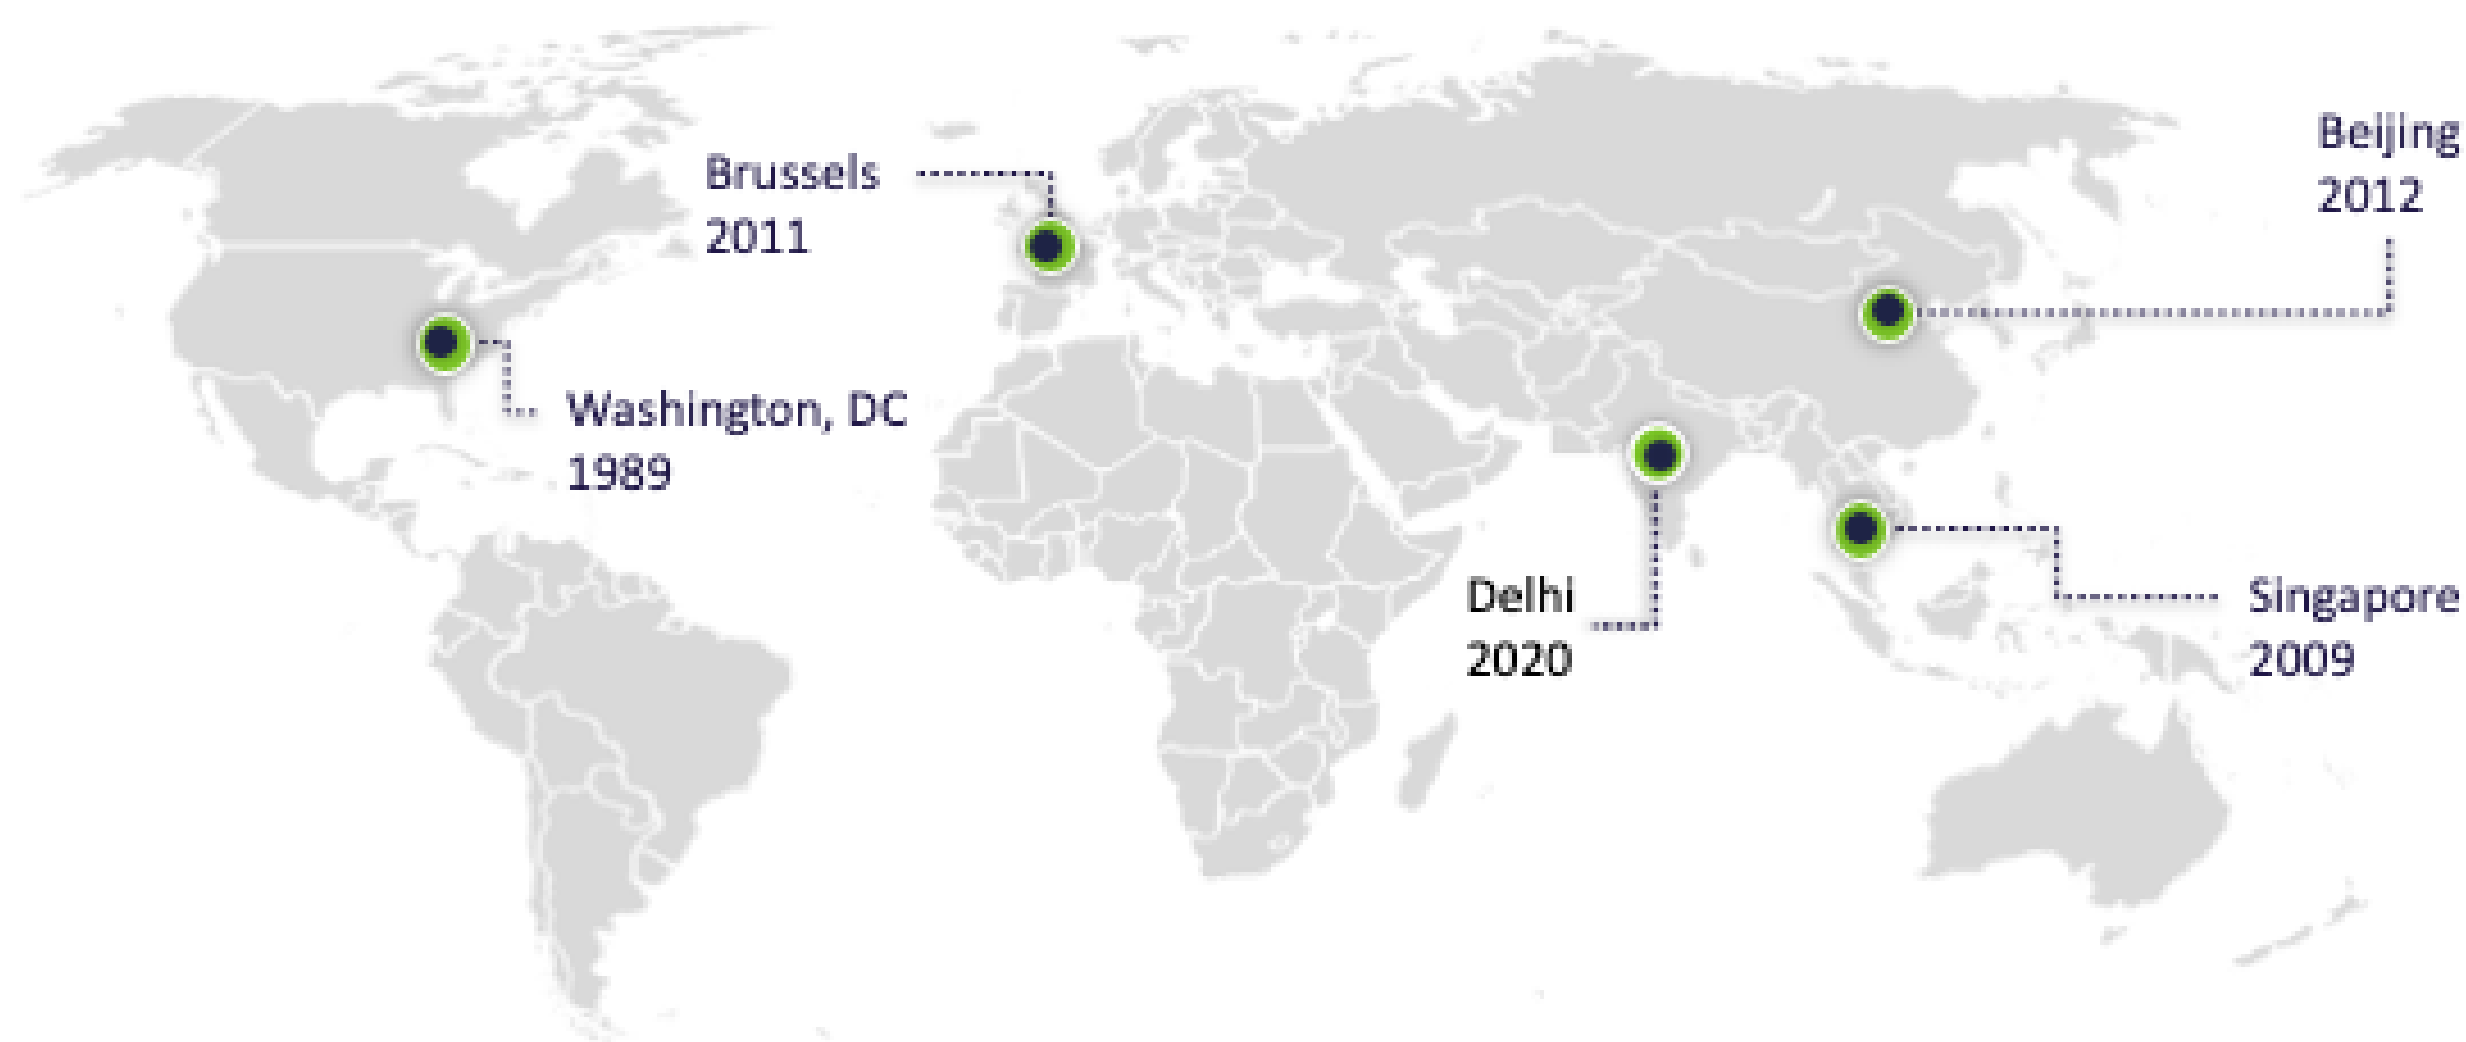 Beijing
2012
Brussels
2011
Washington, DC
1989
Delhi
2020
Singapore
2009